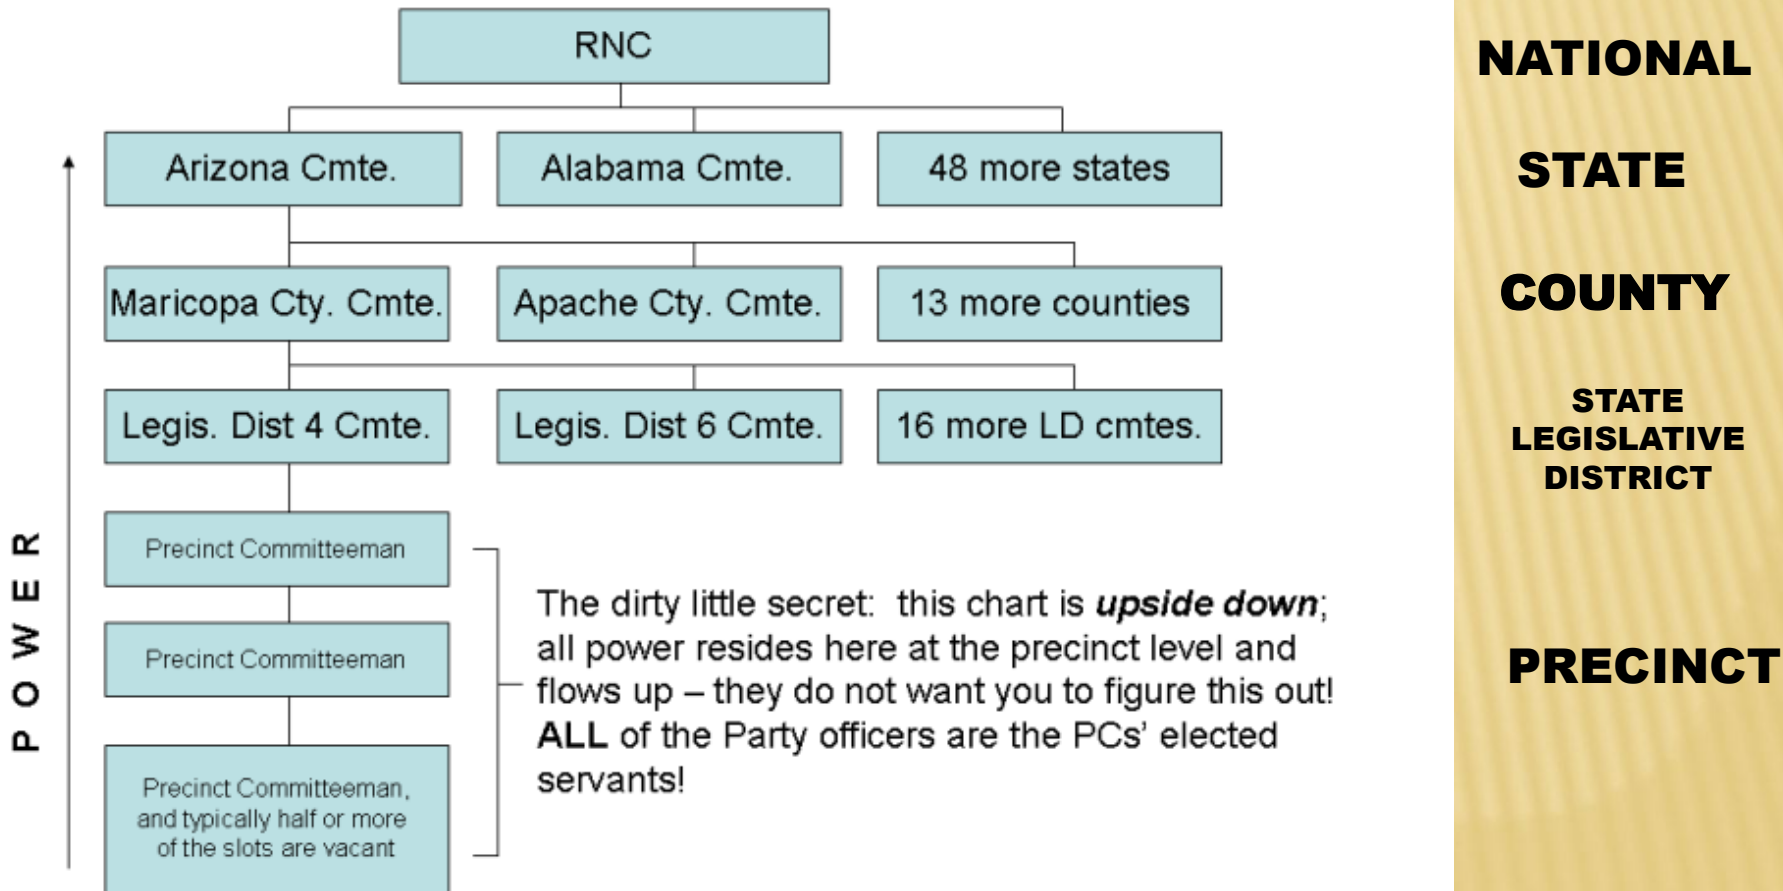 RNC
NATIONAL
Arizona Cmte.
Alabama Cmte.
48 more states
STATE
Maricopa Cty. Cmte.
Apache Cty. Cmte.
13 more counties
COUNTY
Legis. Dist 4 Cmte.
Legis. Dist 6 Cmte.
16 more LD cmtes.
STATE
LEGISLATIVE
DISTRICT
POWER
Precinct Committeeman
Precinct Committeeman
Precinct Committeeman,
and typically half or more
of the slots are vacant
The dirty little secret: this chart is upside down;
all power resides here at the precinct level and
flows up – they do not want you to figure this out!
ALL of the Party officers are the PCs’ elected
servants!
PRECINCT